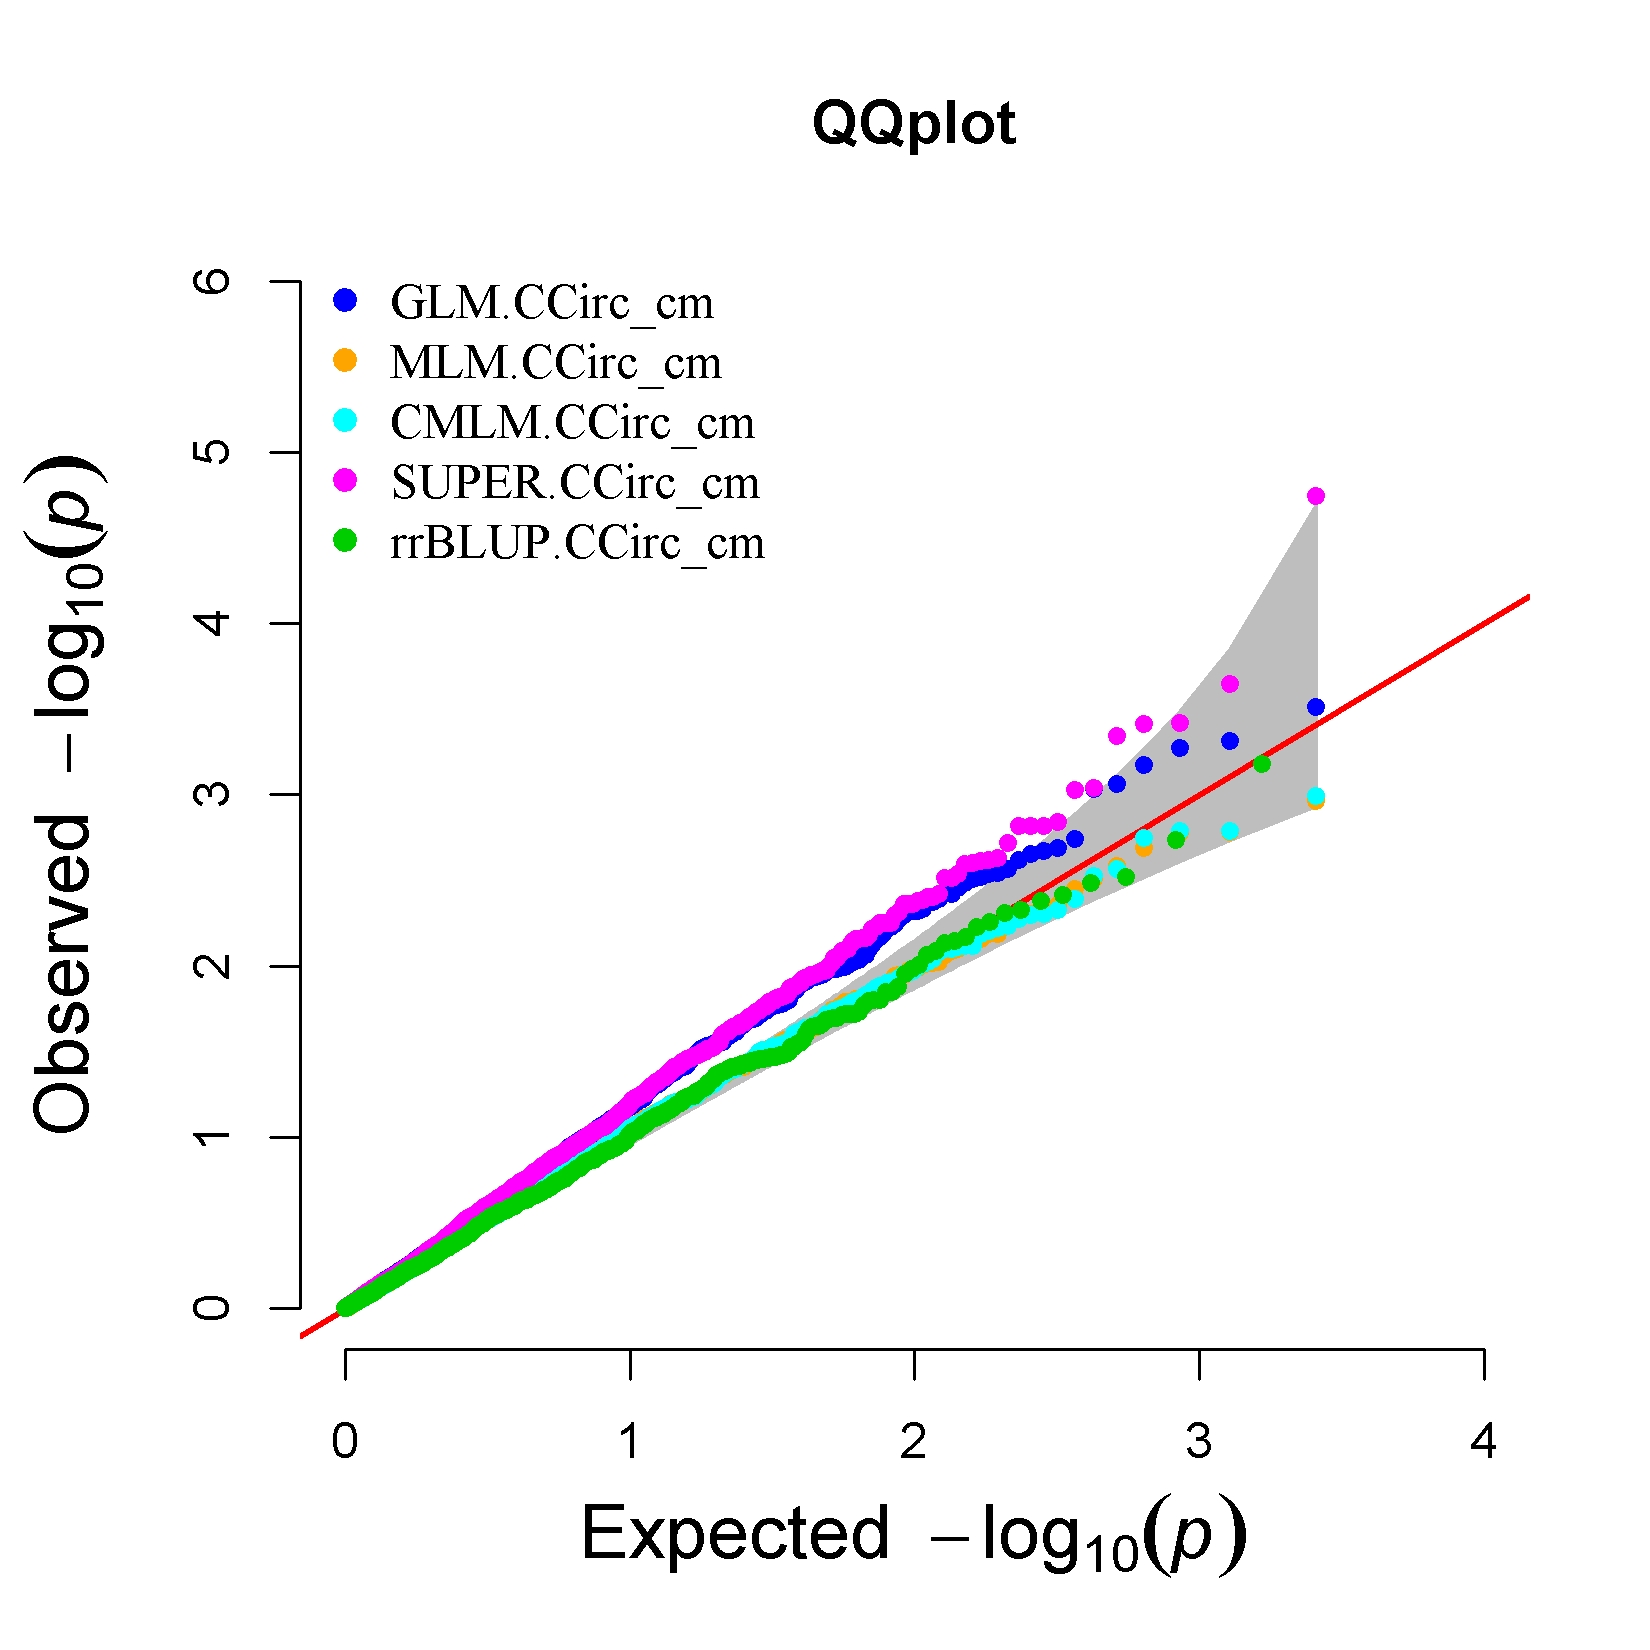 QQplot
6
5
4
3
2
1
0
GLM.CCirc_cm
MLM.CCirc_cm
CMLM.CCirc_cm
SUPER.CCirc_cm
rrBLUP.CCirc_cm
Observed −log₁₀(p)
0 1 2 3 4
Expected −log₁₀(p)